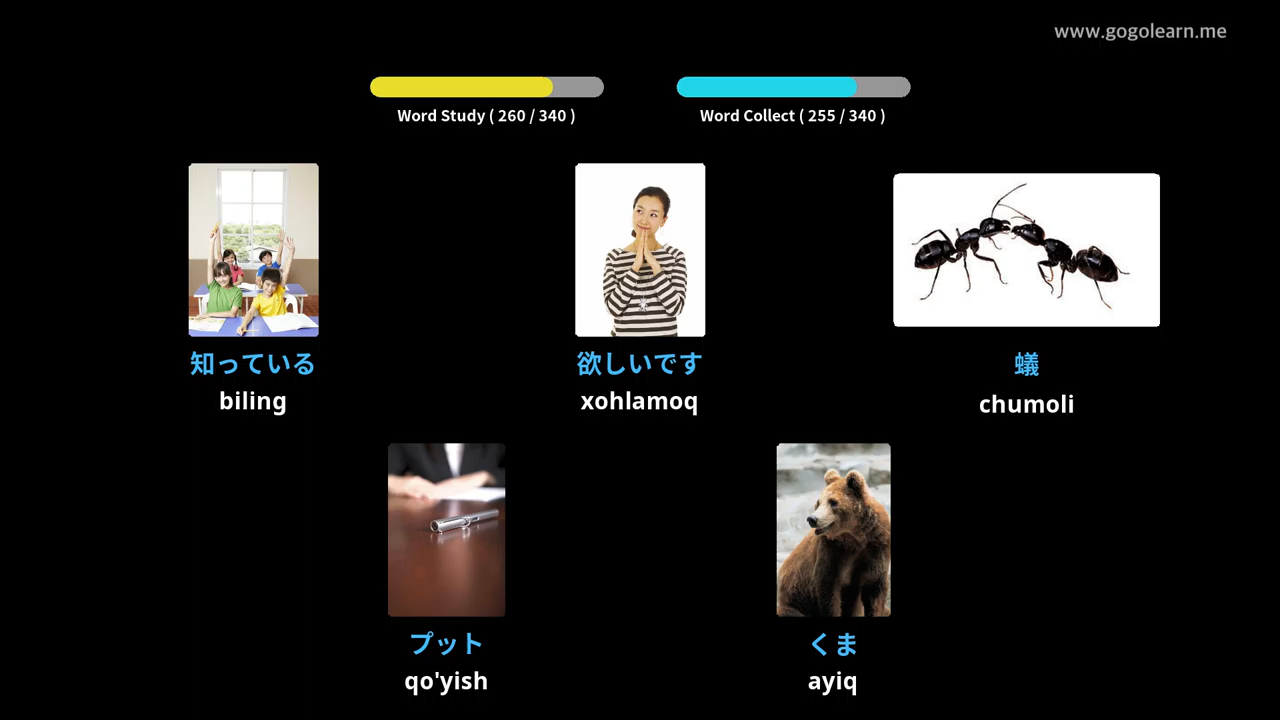 www.gogolearn.me
Word Study ( 260 / 340 )
Word Collect ( 255 / 340 )
知っている
biling
欲しいです
xohlamoq
蟻
chumoli
プット
qo'yish
くま
ayiq